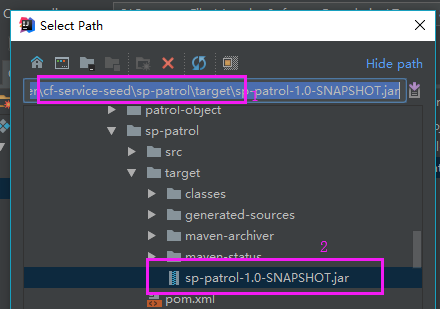 Select Path
Hide path
er\cf-service-seed\sp-patrol\target\sp-patrol-1.0-SNAPSHOT.jar
1
patrol-object
sp-patrol
src
target
classes
generated-sources
maven-archiver
maven-status
2
sp-patrol-1.0-SNAPSHOT.jar
pom.xml